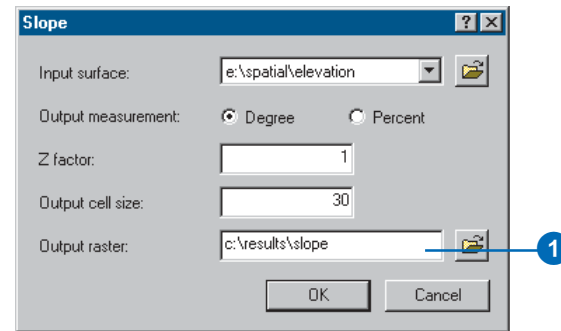 Slope
Input surface: e:\spatial\elevation
Output measurement: Degree Percent
Z factor: 1
Output cell size: 30
Output raster: c:\results\slope
1
OK Cancel